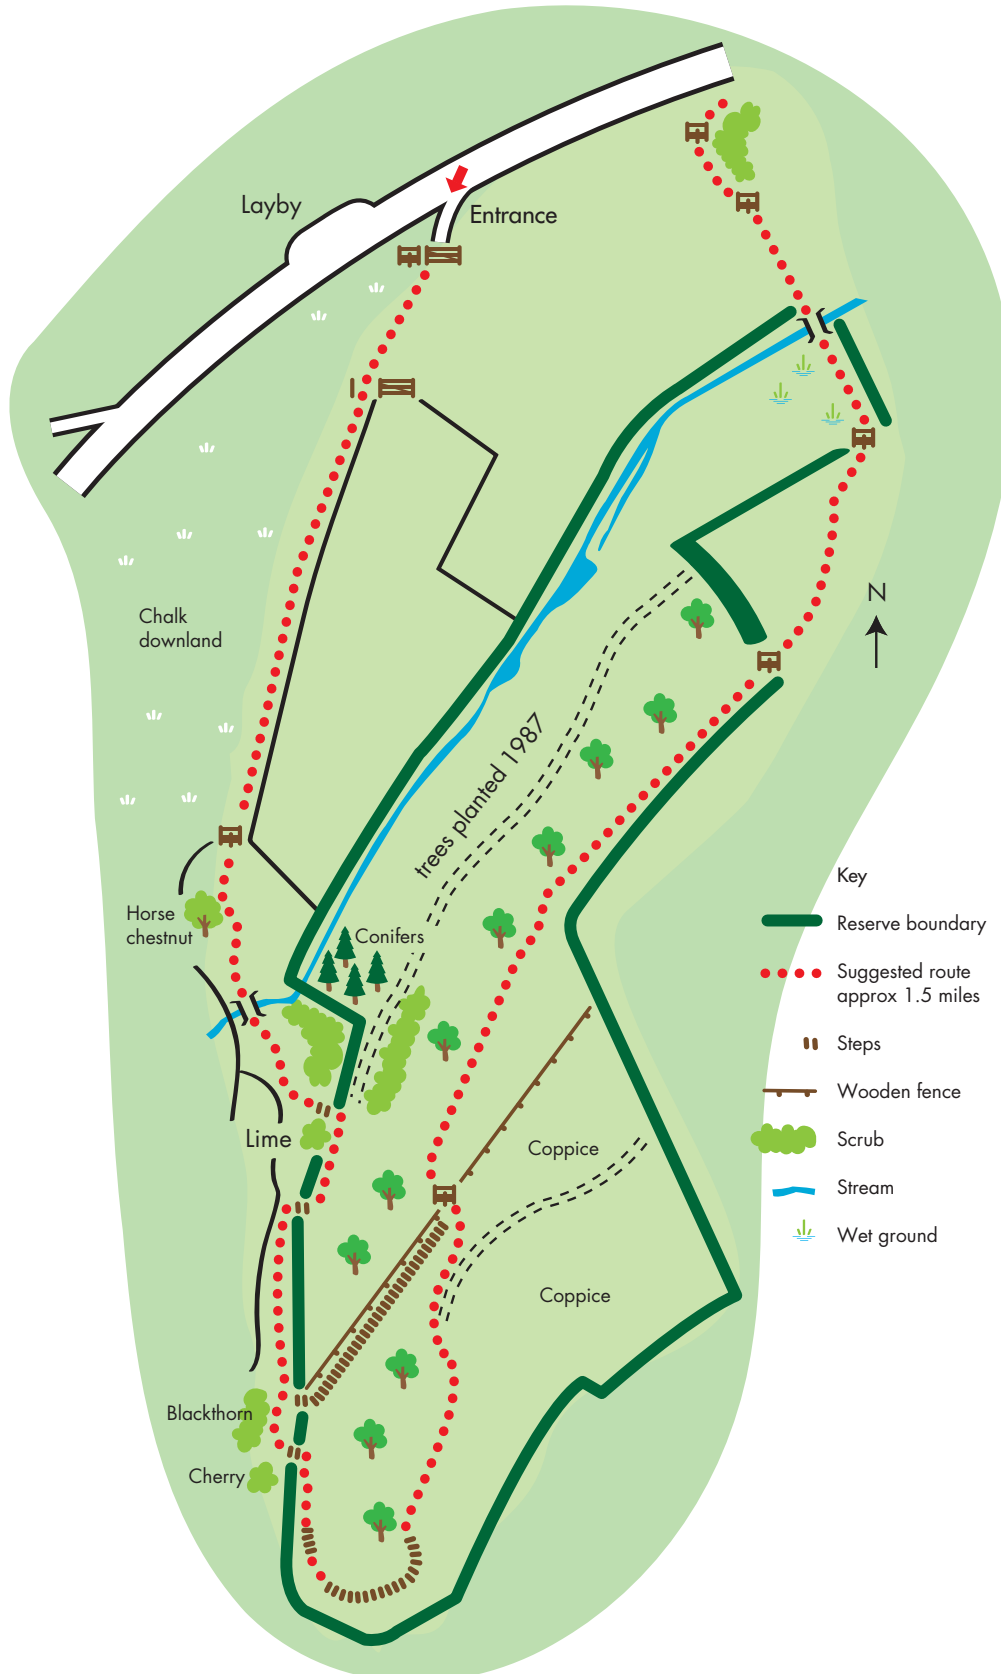 Layby
Entrance
N
Chalk
downland
trees planted 1987
Key
Horse
chestnut
Conifers
Reserve boundary
Suggested route
approx 1.5 miles
Steps
Wooden fence
Lime
Coppice
Scrub
Stream
Wet ground
Coppice
Blackthorn
Cherry